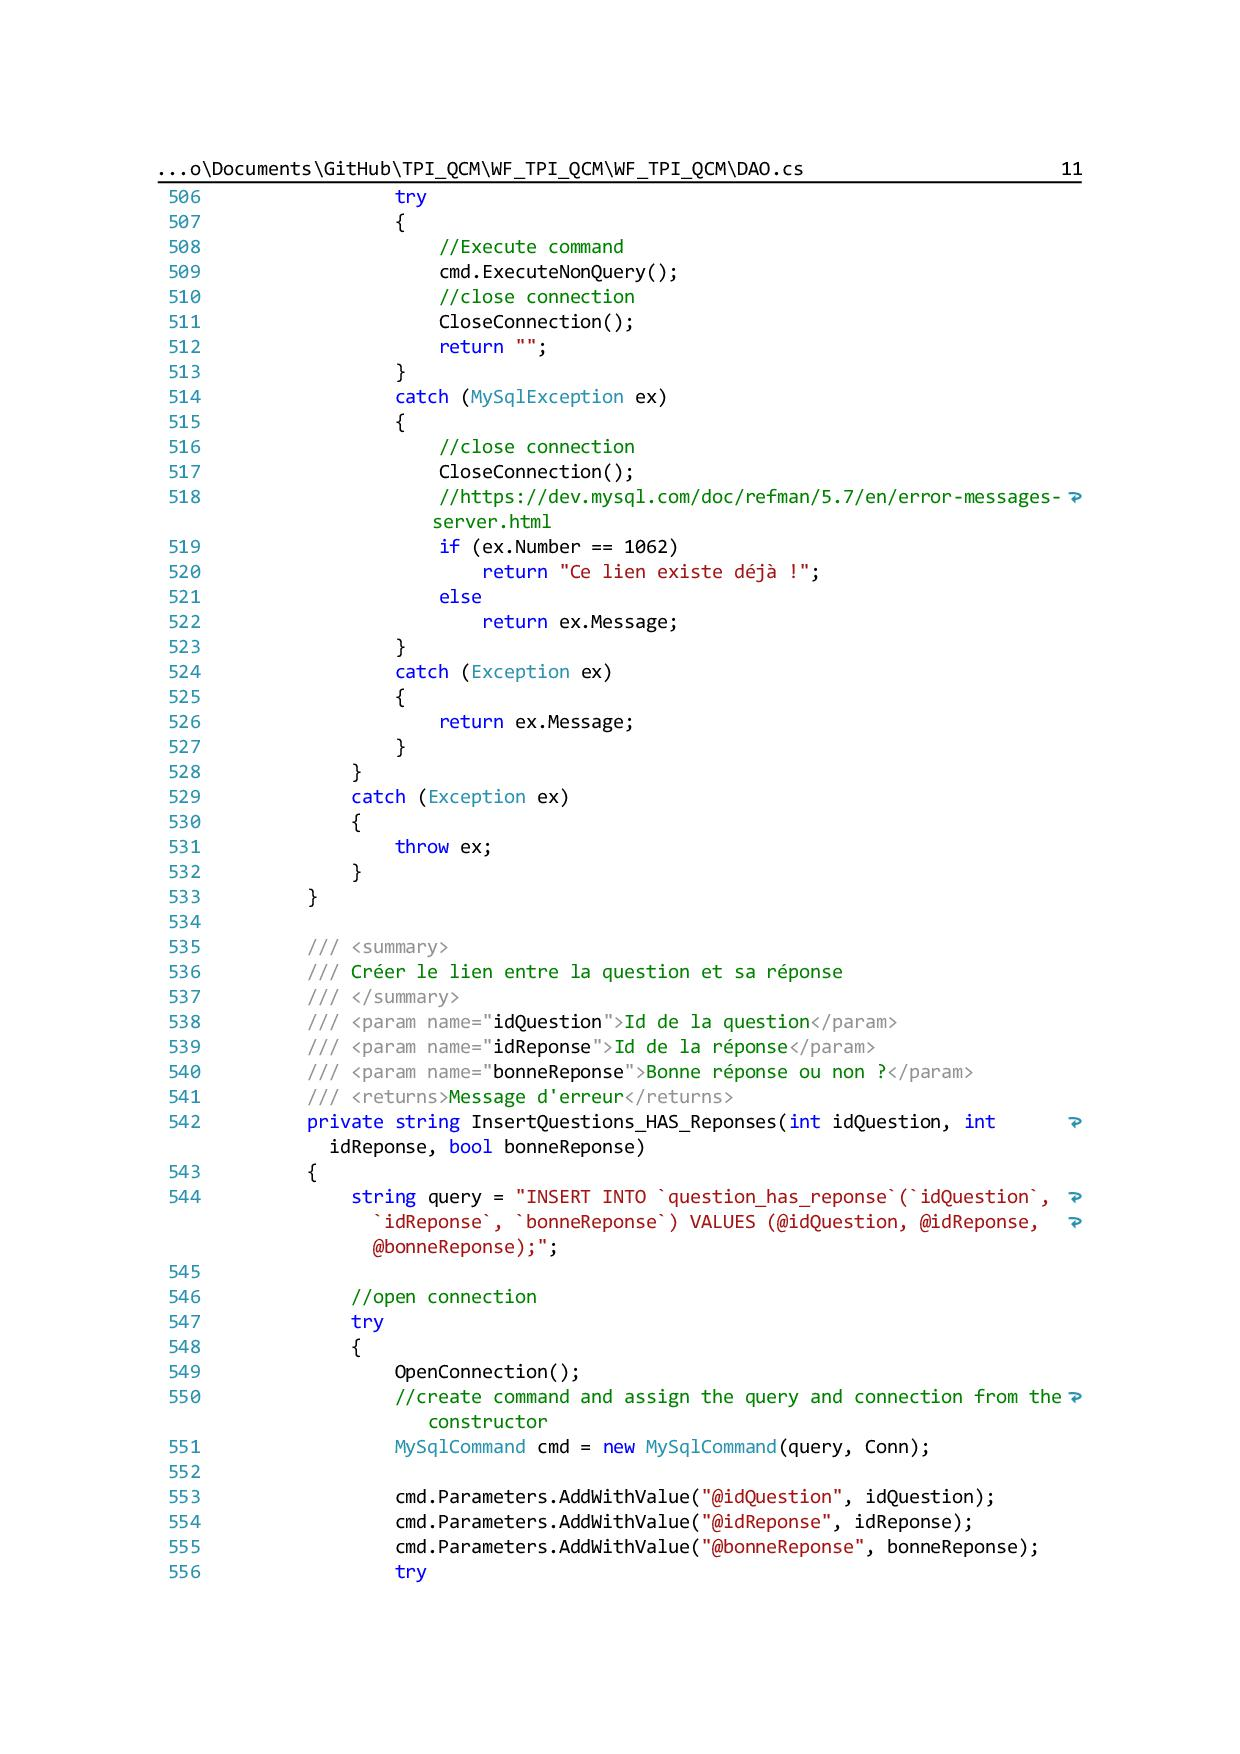 ...o\Documents\GitHub\TPI_QCM\WF_TPI_QCM\WF_TPI_QCM\DAO.cs 11
506 try
507 {
508 //Execute command
509 cmd.ExecuteNonQuery();
510 //close connection
511 CloseConnection();
512 return "";
513 }
514 catch (MySqlException ex)
515 {
516 //close connection
517 CloseConnection();
518 //https://dev.mysql.com/doc/refman/5.7/en/error-messages-
server.html
519 if (ex.Number == 1062)
520 return "Ce lien existe déjà !";
521 else
522 return ex.Message;
523 }
524 catch (Exception ex)
525 {
526 return ex.Message;
527 }
528 }
529 catch (Exception ex)
530 {
531 throw ex;
532 }
533 }
534
535 /// <summary>
536 /// Créer le lien entre la question et sa réponse
537 /// </summary>
538 /// <param name="idQuestion">Id de la question</param>
539 /// <param name="idReponse">Id de la réponse</param>
540 /// <param name="bonneReponse">Bonne réponse ou non ?</param>
541 /// <returns>Message d'erreur</returns>
542 private string InsertQuestions_HAS_Reponses(int idQuestion, int
idReponse, bool bonneReponse)
543 {
544 string query = "INSERT INTO `question_has_reponse`(`idQuestion`,
`idReponse`, `bonneReponse`) VALUES (@idQuestion, @idReponse,
@bonneReponse);";
545
546 //open connection
547 try
548 {
549 OpenConnection();
550 //create command and assign the query and connection from the
constructor
551 MySqlCommand cmd = new MySqlCommand(query, Conn);
552
553 cmd.Parameters.AddWithValue("@idQuestion", idQuestion);
554 cmd.Parameters.AddWithValue("@idReponse", idReponse);
555 cmd.Parameters.AddWithValue("@bonneReponse", bonneReponse);
556 try